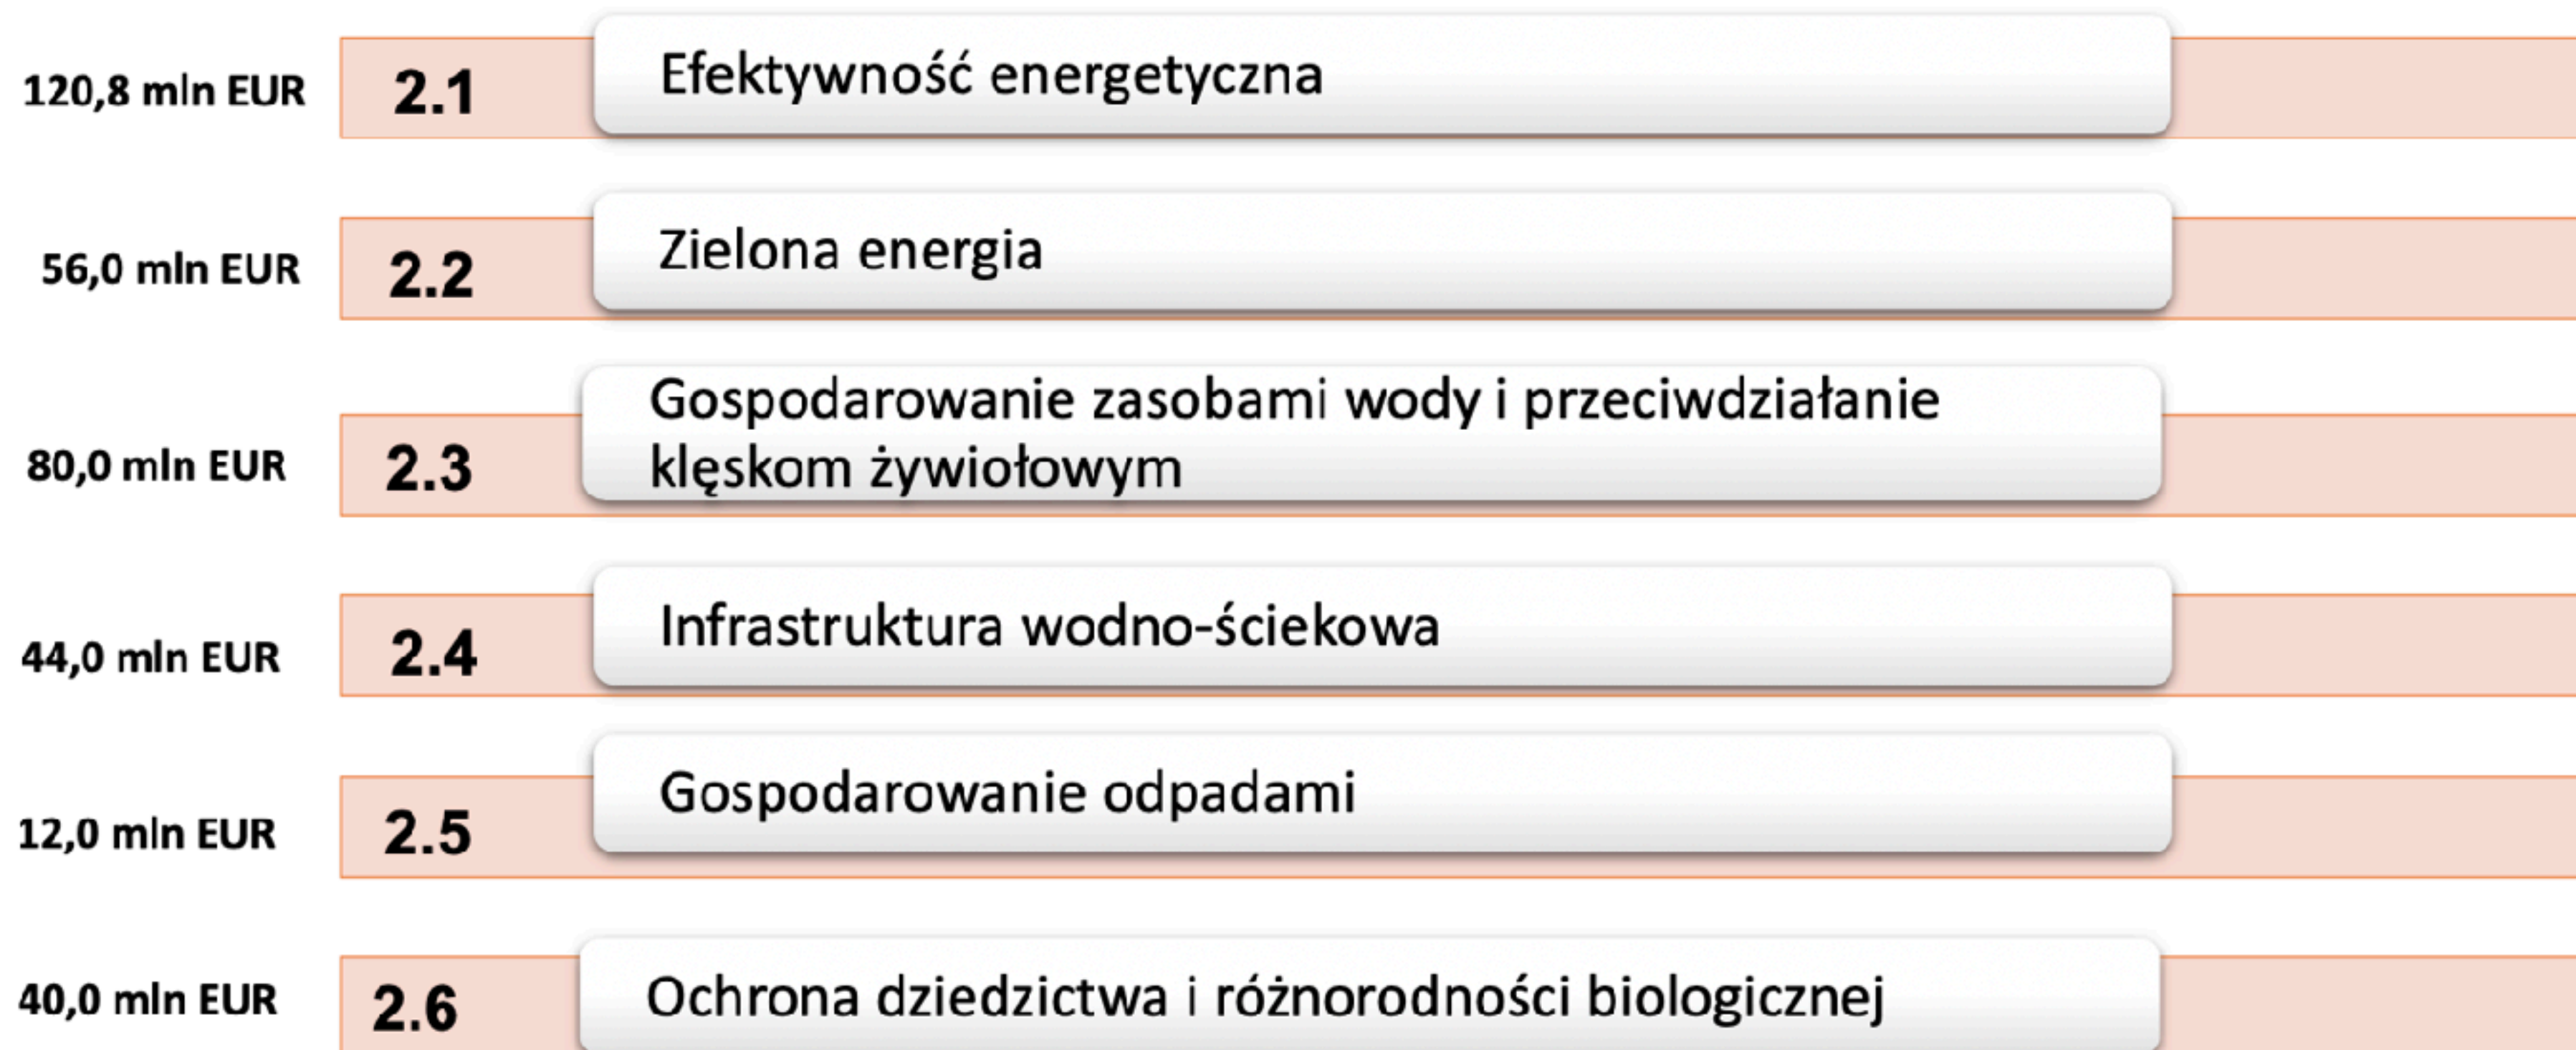 120,8 mln EUR 2.1 Efektywność energetyczna
56,0 mln EUR 2.2 Zielona energia
80,0 mln EUR 2.3 Gospodarowanie zasobami wody i przeciwdziałanie
klęskom żywiołowym
44,0 mln EUR 2.4 Infrastruktura wodno-ściekowa
12,0 mln EUR 2.5 Gospodarowanie odpadami
40,0 mln EUR 2.6 Ochrona dziedzictwa i różnorodności biologicznej